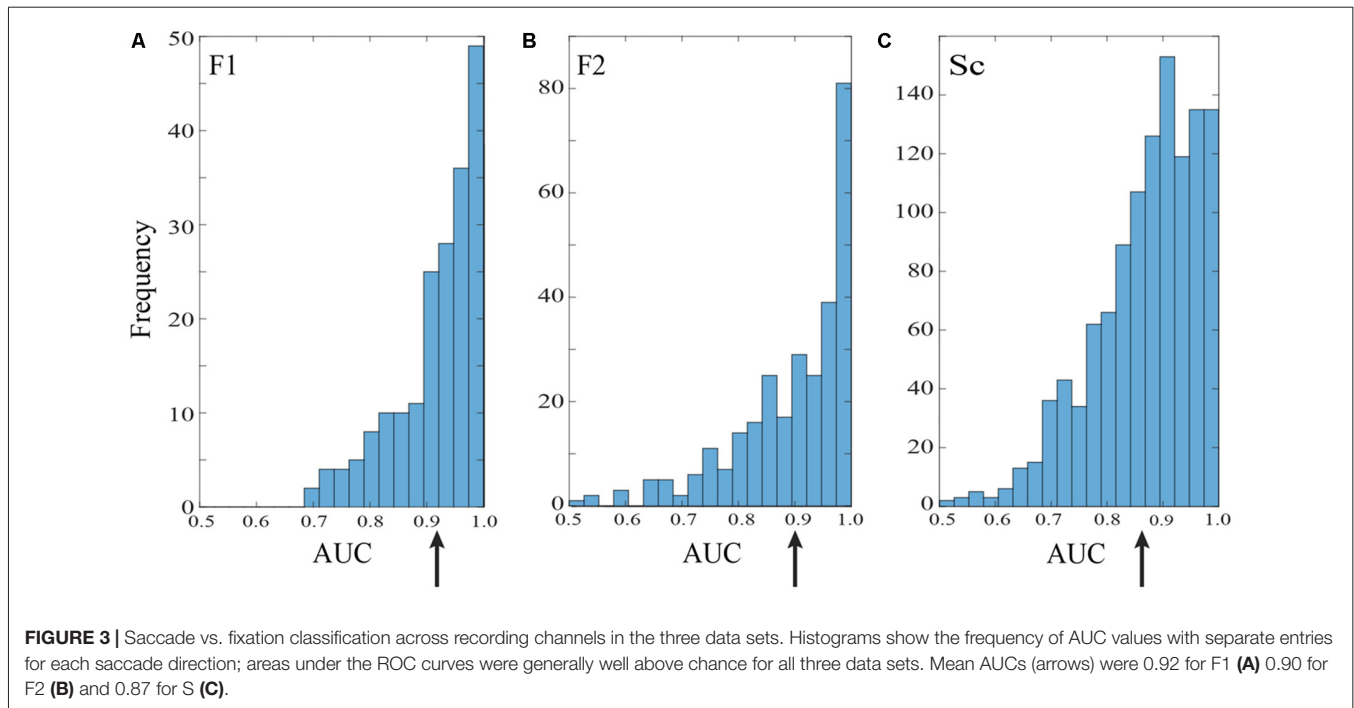 A
F1
50
40
30
20
10
0
Frequency
0.5 0.6 0.7 0.8 0.9 1.0
AUC
B
F2
80
60
40
20
0
0.5 0.6 0.7 0.8 0.9 1.0
AUC
C
Sc
140
120
100
80
60
40
20
0
0.5 0.6 0.7 0.8 0.9 1.0
AUC
FIGURE 3 | Saccade vs. fixation classification across recording channels in the three data sets. Histograms show the frequency of AUC values with separate entries
for each saccade direction; areas under the ROC curves were generally well above chance for all three data sets. Mean AUCs (arrows) were 0.92 for F1 (A) 0.90 for
F2 (B) and 0.87 for S (C).